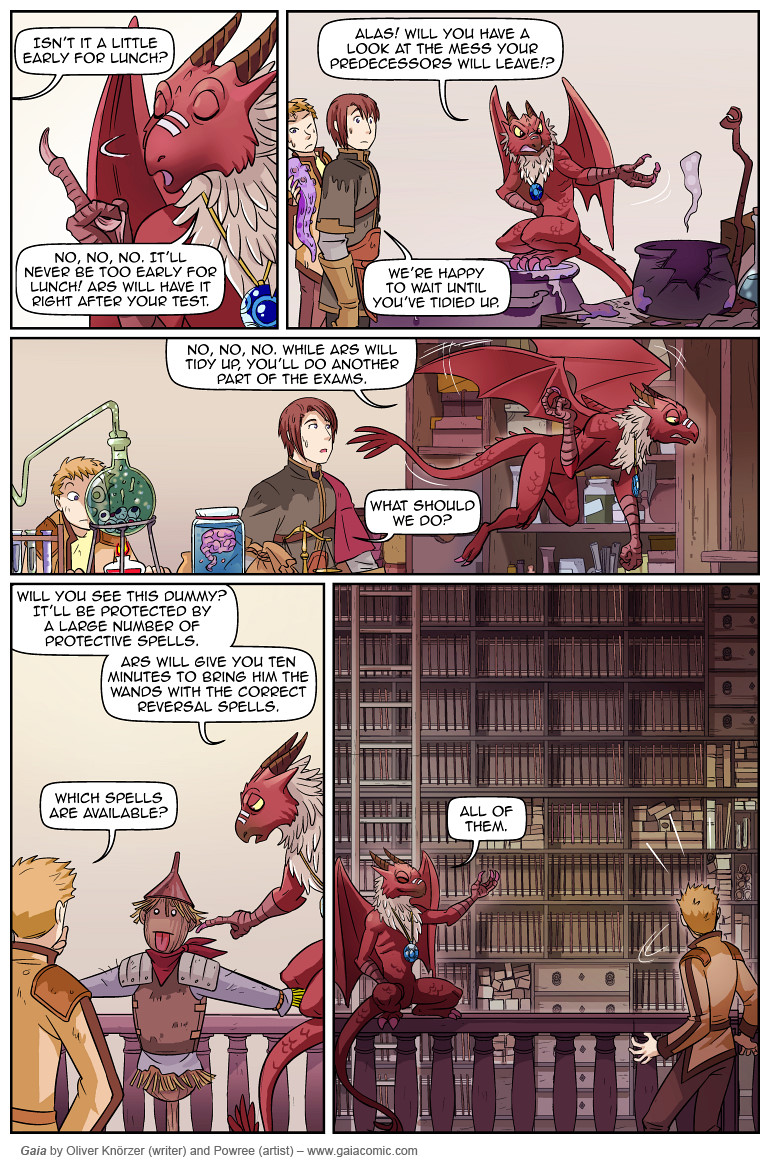 ISN'T IT A LITTLE
EARLY FOR LUNCH?
NO, NO, NO. IT'LL
NEVER BE TOO EARLY FOR
LUNCH! ARS WILL HAVE IT
RIGHT AFTER YOUR TEST.
ALAS! WILL YOU HAVE A
LOOK AT THE MESS YOUR
PREDECESSORS WILL LEAVE!?
WE'RE HAPPY
TO WAIT UNTIL
YOU'VE TIDIED UP.
NO, NO, NO. WHILE ARS WILL
TIDY UP, YOU'LL DO ANOTHER
PART OF THE EXAMS.
WHAT SHOULD
WE DO?
WILL YOU SEE THIS DUMMY?
IT'LL BE PROTECTED BY
A LARGE NUMBER OF
PROTECTIVE SPELLS.
ARS WILL GIVE YOU TEN
MINUTES TO BRING HIM THE
WANDS WITH THE CORRECT
REVERSAL SPELLS.
WHICH SPELLS
ARE AVAILABLE?
ALL OF
THEM.
Gaia by Oliver Knörzer (writer) and Powree (artist) – www.gaiacomic.com